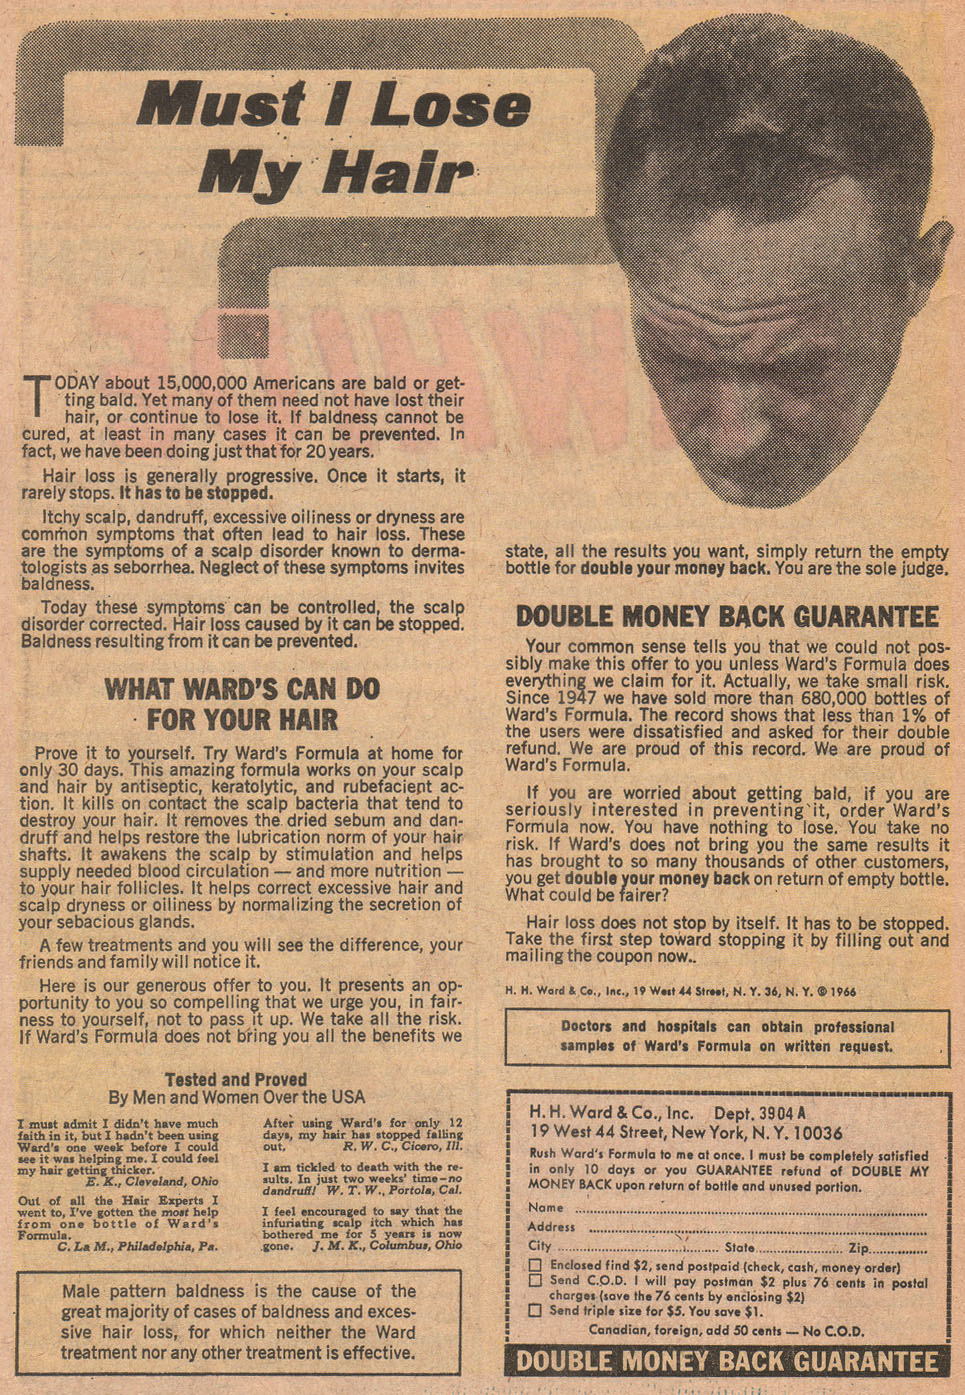 Must I Lose
My Hair
TODAY about 15,000,000 Americans are bald or get-
ting bald. Yet many of them need not have lost their
hair, or continue to lose it. If baldness cannot be
cured, at least in many cases it can be prevented. In
fact, we have been doing just that for 20 years.
Hair loss is generally progressive. Once it starts, it
rarely stops. It has to be stopped.
Itchy scalp, dandruff, excessive oiliness or dryness are
common symptoms that often lead to hair loss. These
are the symptoms of a scalp disorder known to derma-
tologists as seborrhea. Neglect of these symptoms invites
baldness.
Today these symptoms can be controlled, the scalp
disorder corrected. Hair loss caused by it can be stopped.
Baldness resulting from it can be prevented.
WHAT WARD'S CAN DO
FOR YOUR HAIR
Prove it to yourself. Try Ward's Formula at home for
only 30 days. This amazing formula works on your scalp
and hair by antiseptic, keratolytic, and rubefacient ac-
tion. It kills on contact the scalp bacteria that tend to
destroy your hair. It removes the dried sebum and dan-
druff and helps restore the lubrication norm of your hair
shafts. It awakens the scalp by stimulation and helps
supply needed blood circulation — and more nutrition —
to your hair follicles. It helps correct excessive hair and
scalp dryness or oiliness by normalizing the secretion of
your sebacious glands.
A few treatments and you will see the difference, your
friends and family will notice it.
Here is our generous offer to you. It presents an op-
portunity to you so compelling that we urge you, in fair-
ness to yourself, not to pass it up. We take all the risk.
If Ward's Formula does not bring you all the benefits we
Tested and Proved
By Men and Women Over the USA
I must admit I didn't have much
faith in it, but I hadn't been using
Ward's one week before I could
see it was helping me. I could feel
my hair getting thicker.
E. K., Cleveland, Ohio
Out of all the Hair Experts I
went to, I've gotten the most help
from one bottle of Ward's
Formula.
C. La M., Philadelphia, Pa.
After using Ward's for only 12
days, my hair has stopped falling
out. R. W. C., Cicero, Ill.
I am tickled to death with the re-
sults. In just two weeks' time—no
dandruff! W. T. W., Portola, Cal.
I feel encouraged to say that the
infuriating scalp itch which has
bothered me for 5 years is now
gone. J. M. K., Columbus, Ohio
Male pattern baldness is the cause of the
great majority of cases of baldness and exces-
sive hair loss, for which neither the Ward
treatment nor any other treatment is effective.
state, all the results you want, simply return the empty
bottle for double your money back. You are the sole judge.
DOUBLE MONEY BACK GUARANTEE
Your common sense tells you that we could not pos-
sibly make this offer to you unless Ward's Formula does
everything we claim for it. Actually, we take small risk.
Since 1947 we have sold more than 680,000 bottles of
Ward's Formula. The record shows that less than 1% of
the users were dissatisfied and asked for their double
refund. We are proud of this record. We are proud of
Ward's Formula.
If you are worried about getting bald, if you are
seriously interested in preventing it, order Ward's
Formula now. You have nothing to lose. You take no
risk. If Ward's does not bring you the same results it
has brought to so many thousands of other customers,
you get double your money back on return of empty bottle.
What could be fairer?
Hair loss does not stop by itself. It has to be stopped.
Take the first step toward stopping it by filling out and
mailing the coupon now..
H. H. Ward & Co., Inc., 19 West 44 Street, N. Y. 36, N. Y. © 1966
Doctors and hospitals can obtain professional
samples of Ward's Formula on written request.
H. H. Ward & Co., Inc. Dept. 3904 A
19 West 44 Street, New York, N. Y. 10036
Rush Ward's Formula to me at once. I must be completely satisfied
in only 10 days or you GUARANTEE refund of DOUBLE MY
MONEY BACK upon return of bottle and unused portion.
Name
Address
City State Zip
Enclosed find $2, send postpaid (check, cash, money order)
Send C.O.D. I will pay postman $2 plus 76 cents in postal
charges (save the 76 cents by enclosing $2)
Send triple size for $5. You save $1.
Canadian, foreign, add 50 cents — No C.O.D.
DOUBLE MONEY BACK GUARANTEE